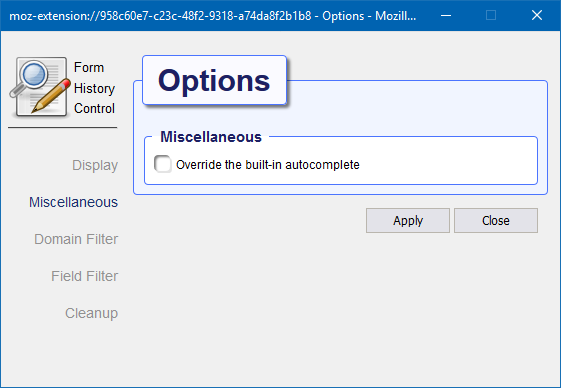 moz-extension://958c60e7-c23c-48f2-9318-a74da8f2b1b8 - Options - Mozill...
Form
History
Control
Display
Miscellaneous
Domain Filter
Field Filter
Cleanup
Options
Miscellaneous
Override the built-in autocomplete
Apply
Close